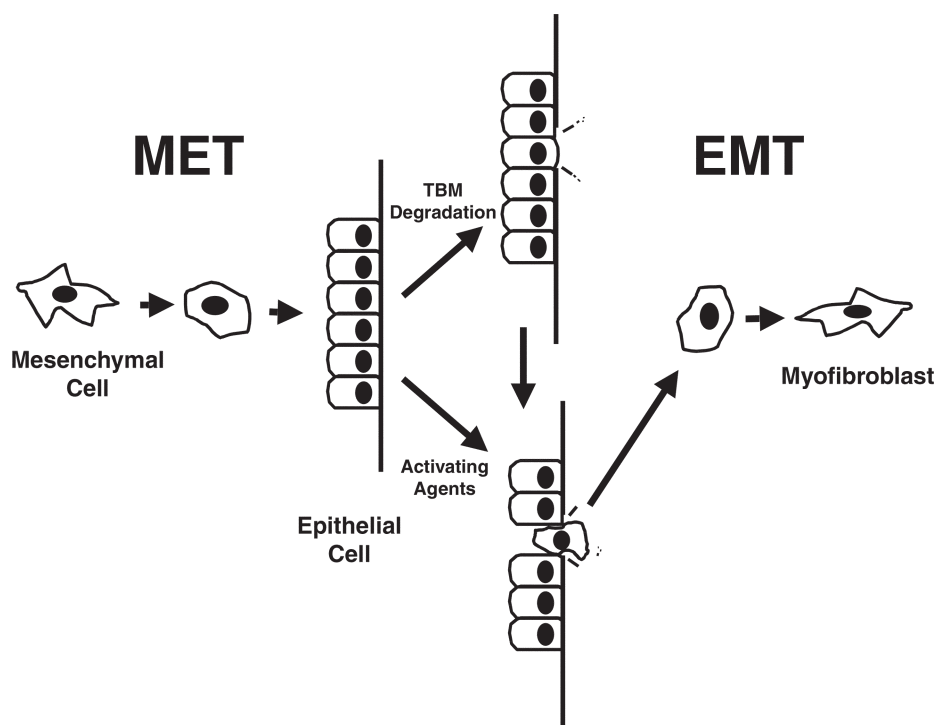 MET
EMT
TBM
Degradation
Mesenchymal
Cell
Myofibroblast
Activating
Agents
Epithelial
Cell